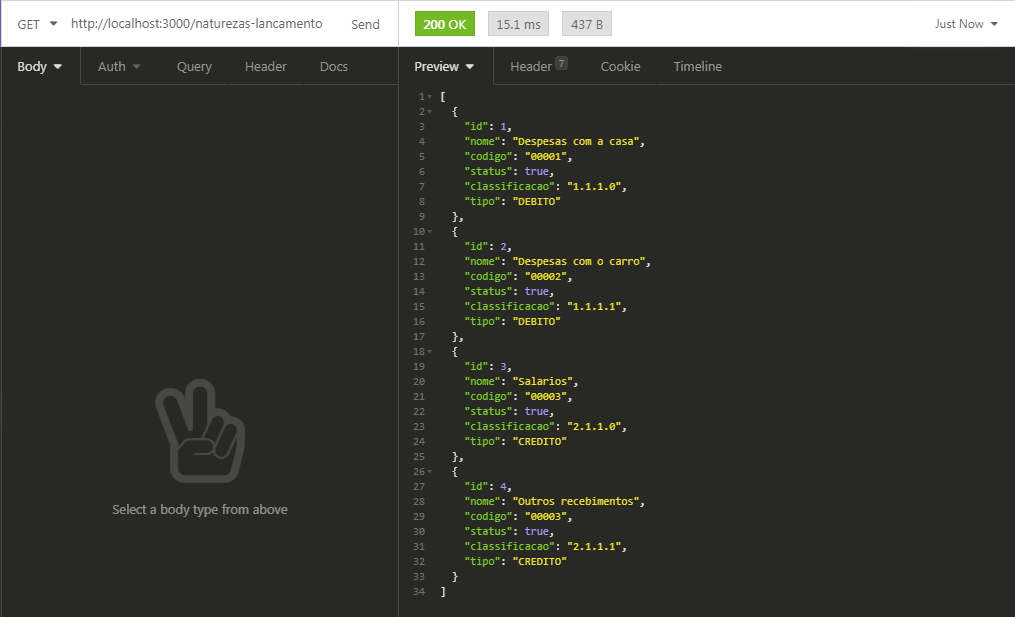 GET http://localhost:3000/naturezas-lancamento Send 200 OK 15.1 ms 437 B Just Now
Body Auth Query Header Docs Preview Header 7 Cookie Timeline
Select a body type from above
1 [
2 {
3 "id": 1,
4 "nome": "Despesas com a casa",
5 "codigo": "00001",
6 "status": true,
7 "classificacao": "1.1.1.0",
8 "tipo": "DEBITO"
9 },
10 {
11 "id": 2,
12 "nome": "Despesas com o carro",
13 "codigo": "00002",
14 "status": true,
15 "classificacao": "1.1.1.1",
16 "tipo": "DEBITO"
17 },
18 {
19 "id": 3,
20 "nome": "Salarios",
21 "codigo": "00003",
22 "status": true,
23 "classificacao": "2.1.1.0",
24 "tipo": "CREDITO"
25 },
26 {
27 "id": 4,
28 "nome": "Outros recebimentos",
29 "codigo": "00003",
30 "status": true,
31 "classificacao": "2.1.1.1",
32 "tipo": "CREDITO"
33 }
34 ]